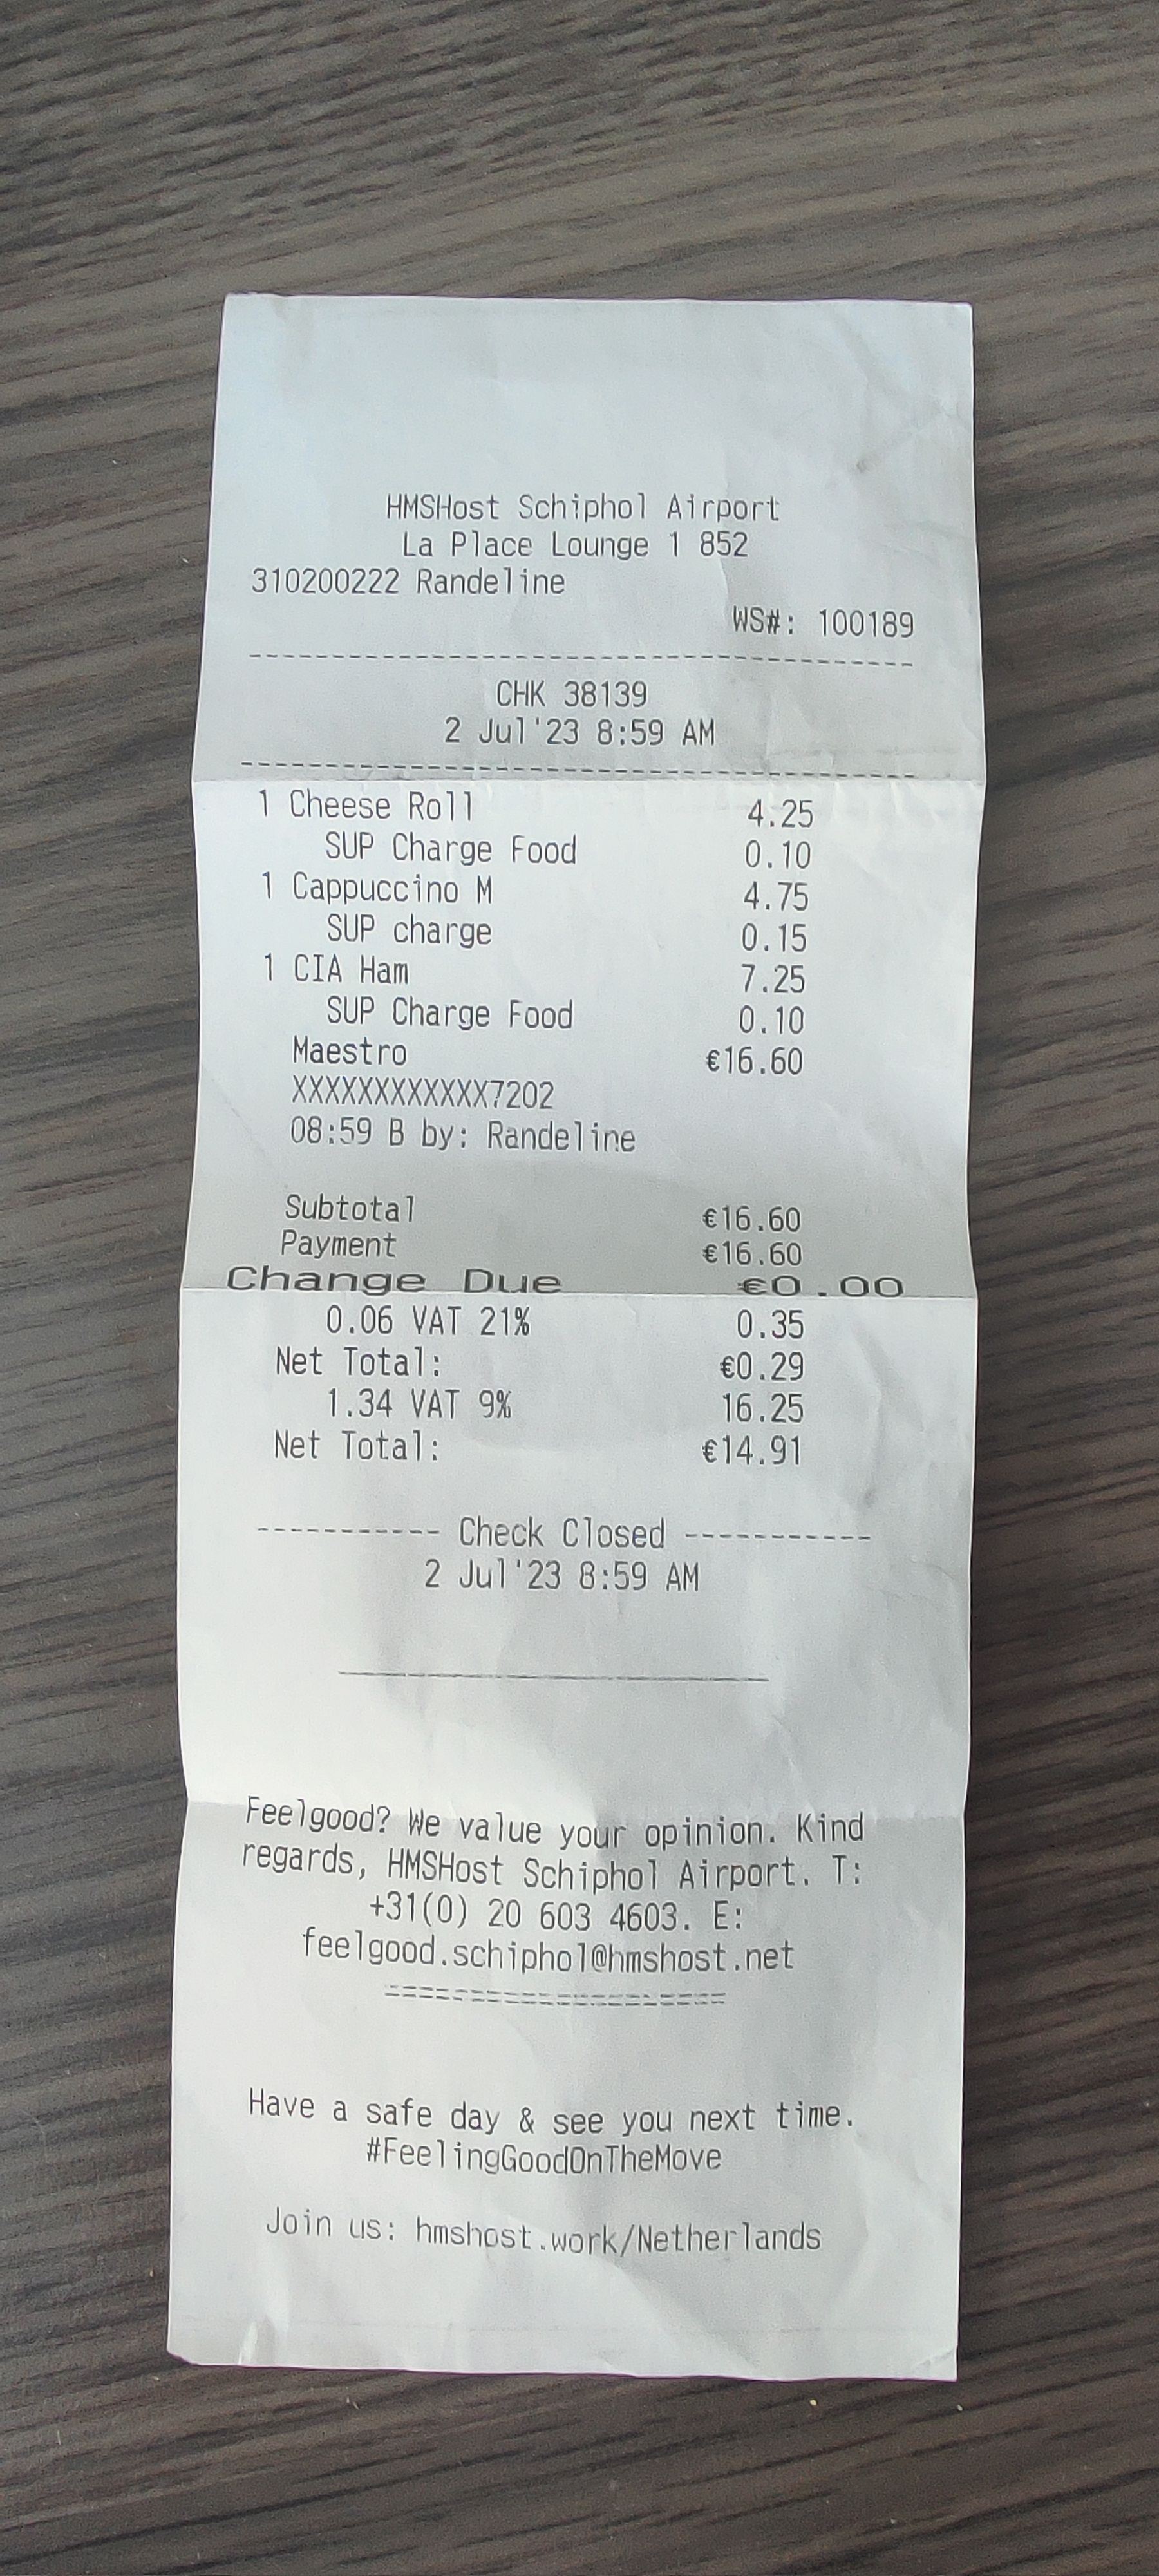 HMSHost Schiphol Airport
La Place Lounge 1 852
310200222 Randeline
WS#: 100189
CHK 38139
2 Jul'23 8:59 AM
1 Cheese Roll 4.25
SUP Charge Food 0.10
1 Cappuccino M 4.75
SUP charge 0.15
1 CIA Ham 7.25
SUP Charge Food 0.10
Maestro €16.60
XXXXXXXXXXXX7202
08:59 B by: Randeline
Subtotal €16.60
Payment €16.60
Change Due €0.00
0.06 VAT 21% 0.35
Net Total: €0.29
1.34 VAT 9% 16.25
Net Total: €14.91
----------- Check Closed -----------
2 Jul'23 8:59 AM
Feelgood? We value your opinion. Kind
regards, HMSHost Schiphol Airport. T:
+31(0) 20 603 4603. E:
feelgood.schiphol@hmshost.net
====================
Have a safe day & see you next time.
#FeelingGoodOnTheMove
Join us: hmshost.work/Netherlands